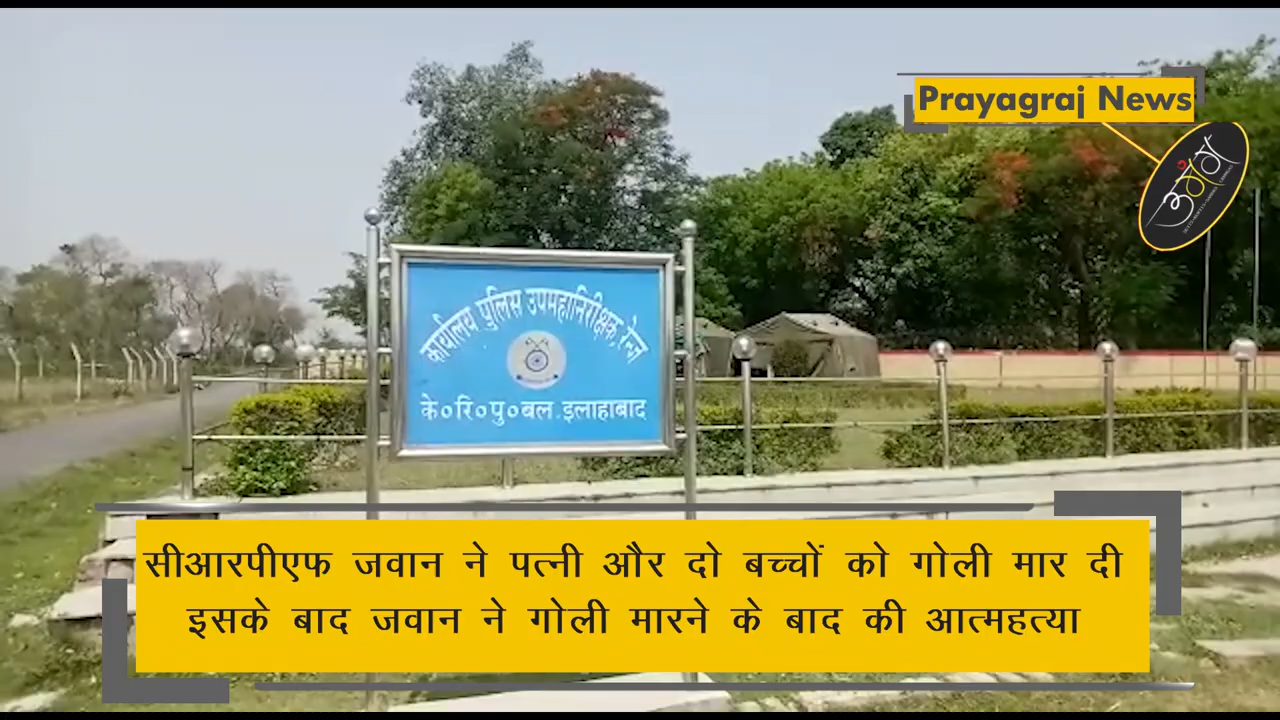 Prayagraj News
उमंग
कार्यालय पुलिस उपमहानिरीक्षक, रेन्ज
के०रि०पु०बल. इलाहाबाद
सीआरपीएफ जवान ने पत्नी और दो बच्चों को गोली मार दी
इसके बाद जवान ने गोली मारने के बाद की आत्महत्या